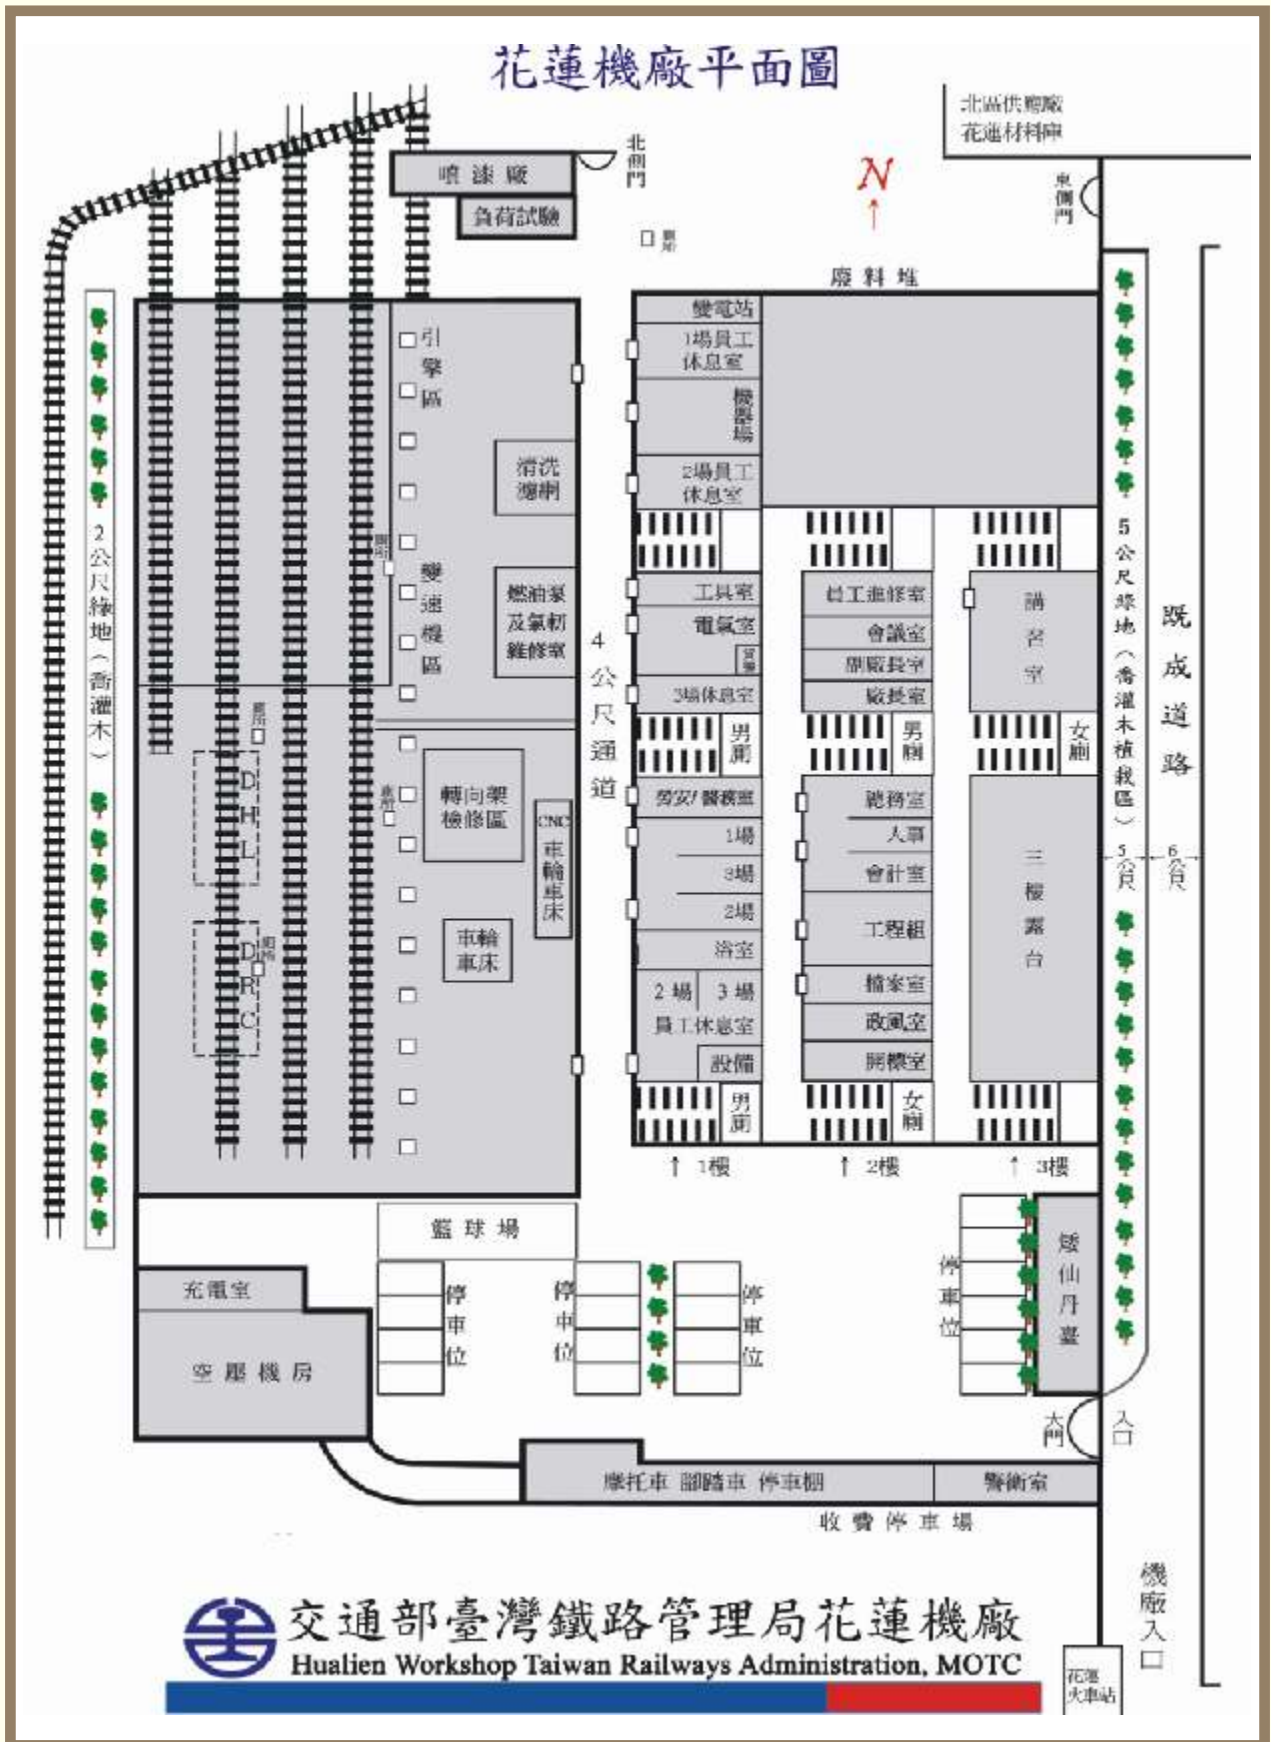 花蓮機廠平面圖
北區供應廠
花蓮材料庫
北側門
噴漆廠
負荷試驗
N
東側門
廁所
廢料堆
引擎區
清洗
濾網
廁所
變速機區
燃油泵
及氣軔
維修室
2公尺綠地(喬灌木)
廁所
DHL
廁所
轉向架
檢修區
CNC
車輪車床
車輪
車床
DRC
廁所
4公尺通道
變電站
1場員工
休息室
機器場
2場員工
休息室
工具室
電氣室
3場休息室
男廁
勞安/醫務室
1場
3場
2場
浴室
2場 3場
員工休息室
設備
男廁
員工進修室
會議室
副廠長室
廠長室
男廁
總務室
人事
會計室
工程組
檔案室
政風室
開標室
女廁
講習室
女廁
三樓露台
↑ 1樓
↑ 2樓
↑ 3樓
5公尺綠地(喬灌木植栽區)
既成道路
5公尺
6公尺
籃球場
停車位
停車位
停車位
停車位
矮仙丹臺
充電室
空壓機房
大門
入口
摩托車 腳踏車 停車棚
警衛室
收費停車場
機廠入口
花蓮
火車站
交通部臺灣鐵路管理局花蓮機廠
Hualien Workshop Taiwan Railways Administration, MOTC